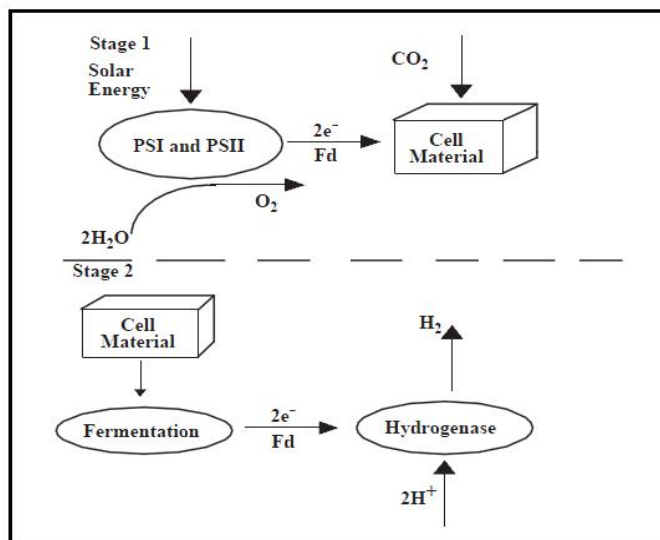 Stage 1
Solar
Energy
CO₂
PSI and PSII
2e⁻
Fd
Cell
Material
O₂
2H₂O
Stage 2
Cell
Material
H₂
Fermentation
2e⁻
Fd
Hydrogenase
2H⁺